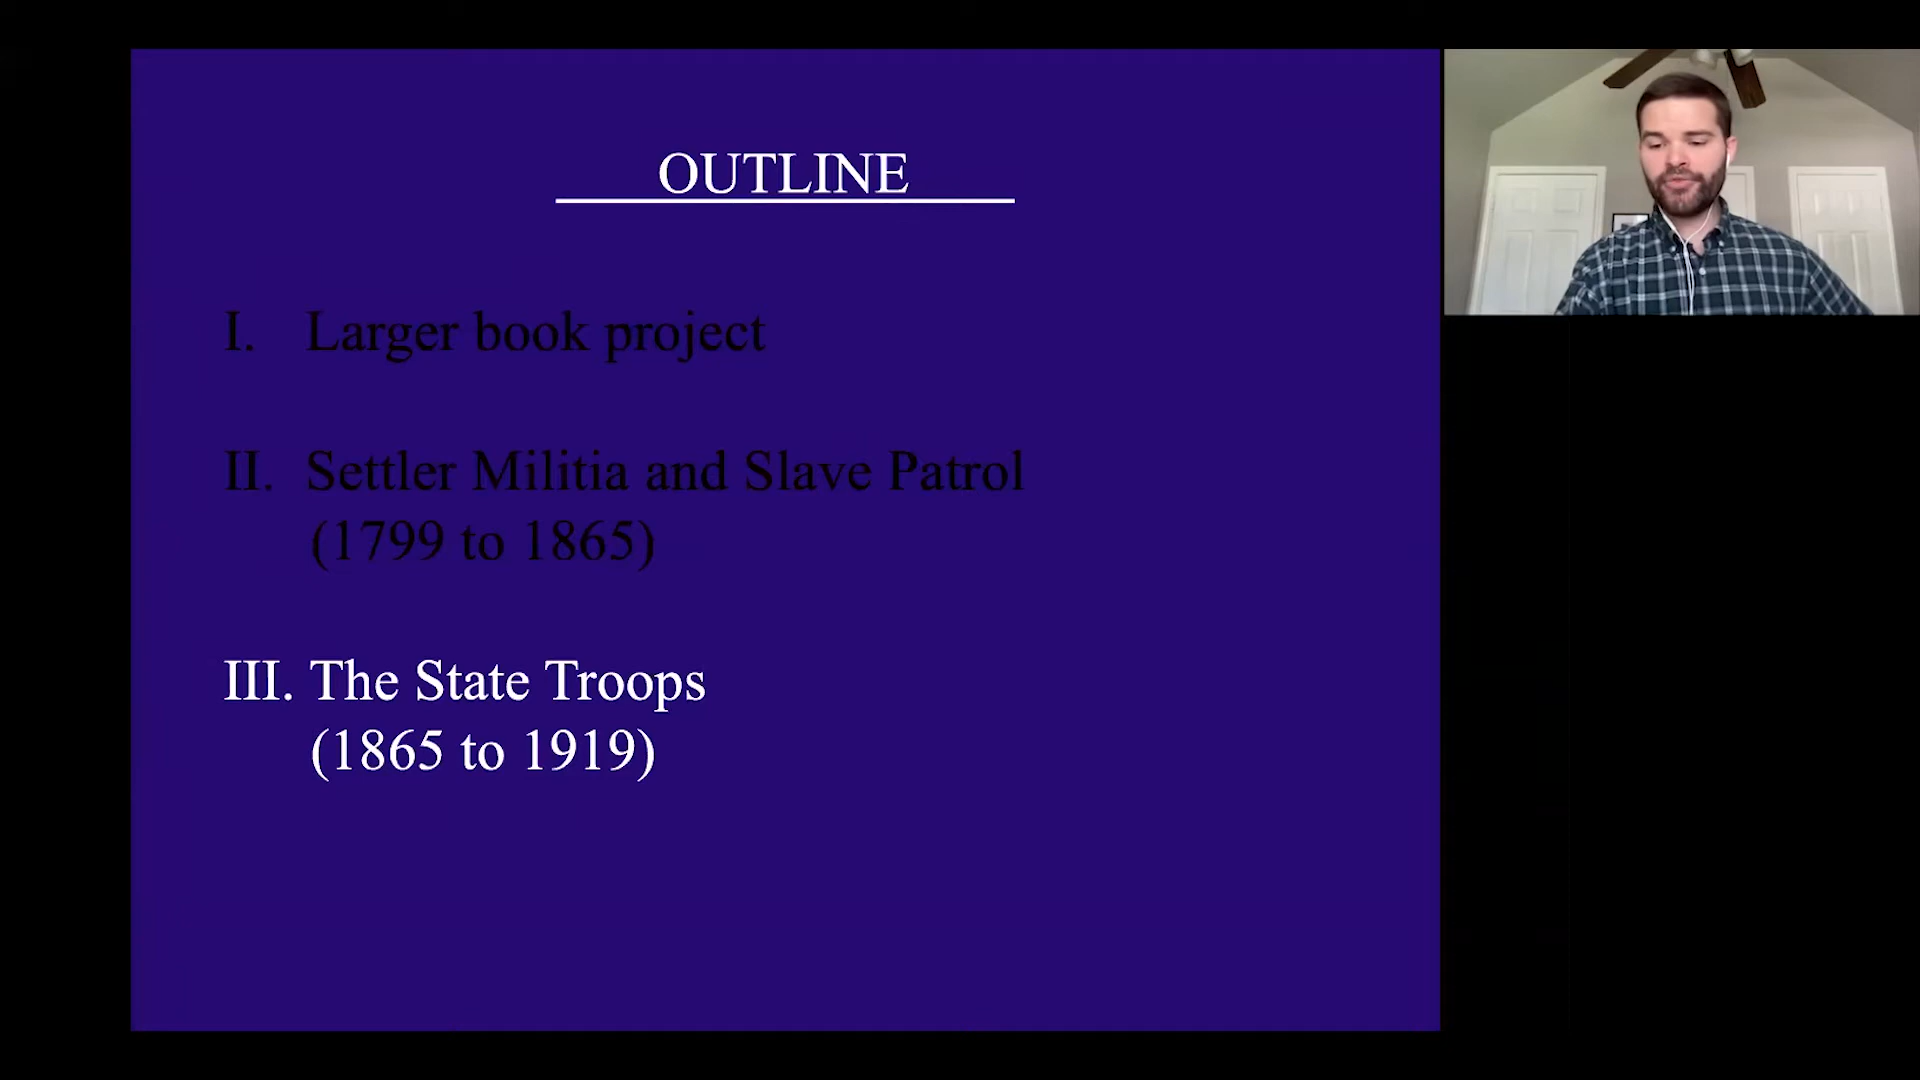 OUTLINE
I. Larger book project
II. Settler Militia and Slave Patrol
(1799 to 1865)
III. The State Troops
(1865 to 1919)